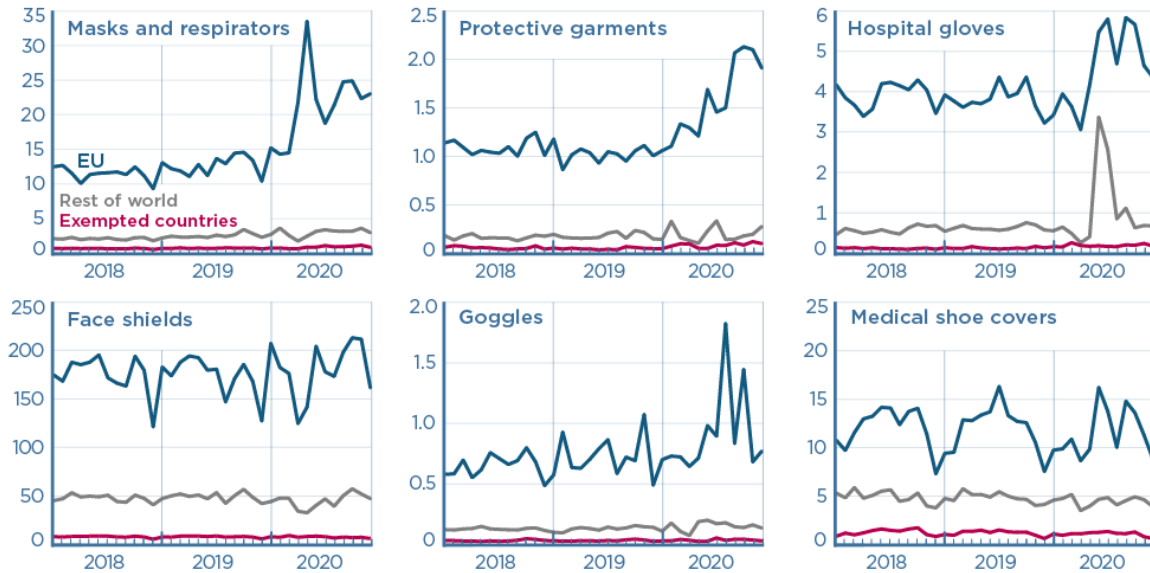 Masks and respirators
35
30
25
20
15
10
5
0
EU
Rest of world
Exempted countries
2018 2019 2020
Protective garments
2.5
2.0
1.5
1.0
0.5
0.0
2018 2019 2020
Hospital gloves
6
5
4
3
2
1
0
2018 2019 2020
Face shields
250
200
150
100
50
0
2018 2019 2020
Goggles
2.0
1.5
1.0
0.5
0.0
2018 2019 2020
Medical shoe covers
25
20
15
10
5
0
2018 2019 2020